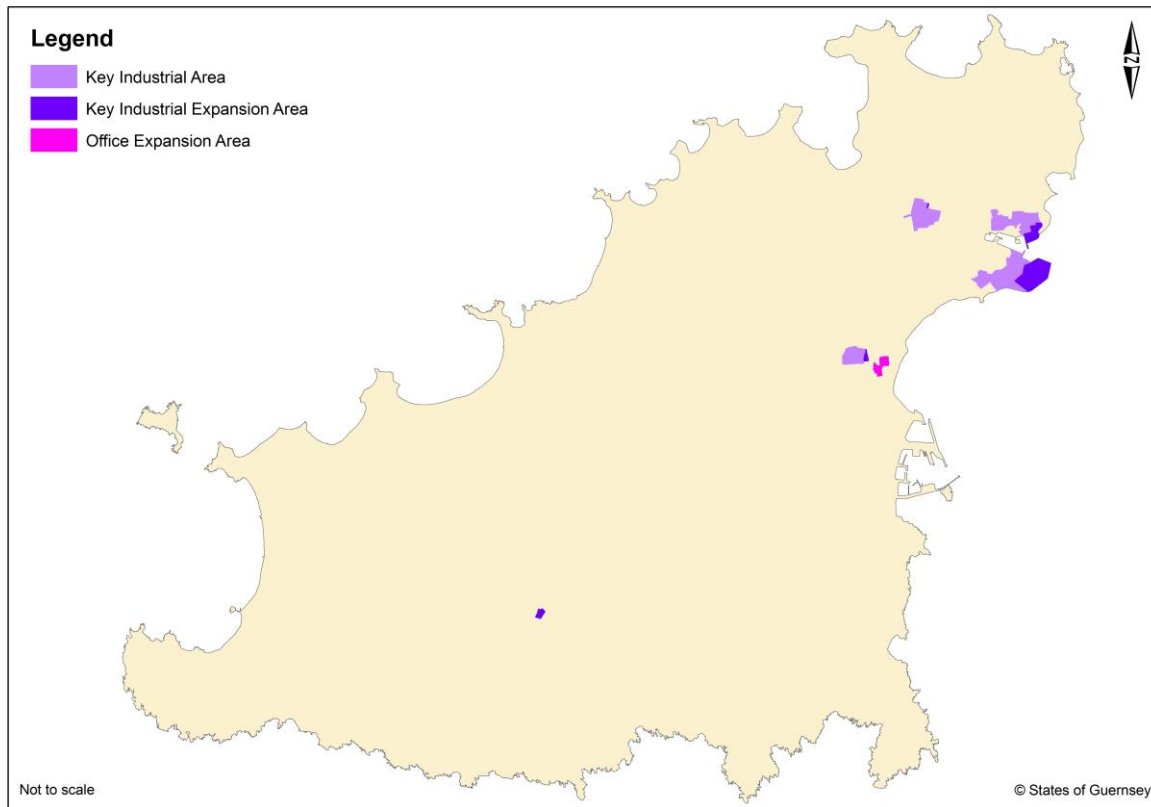 Legend
Key Industrial Area
Key Industrial Expansion Area
Office Expansion Area
N
Not to scale
© States of Guernsey